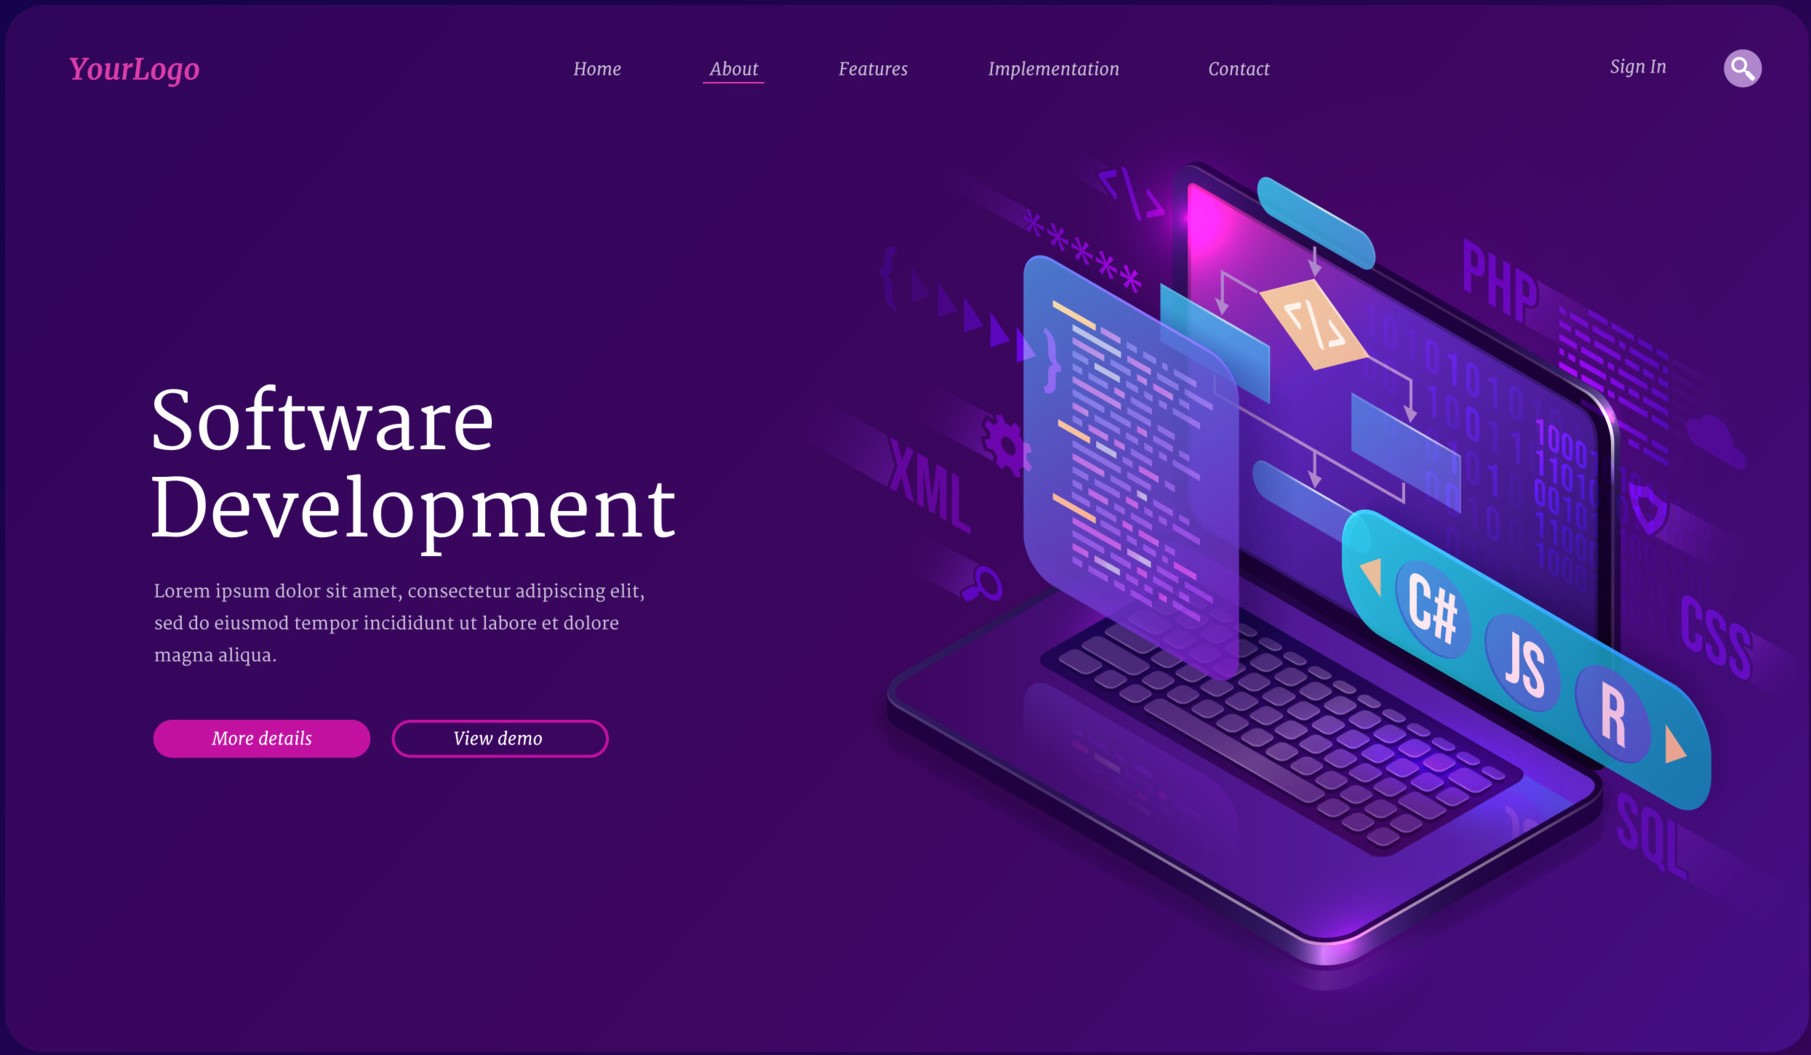 YourLogo
Home About Features Implementation Contact
Sign In
Software
Development
Lorem ipsum dolor sit amet, consectetur adipiscing elit,
sed do eiusmod tempor incididunt ut labore et dolore
magna aliqua.
More details View demo
</>
*****
{
}
PHP
</>
XML
10001
C#
JS
R
CSS
SQL